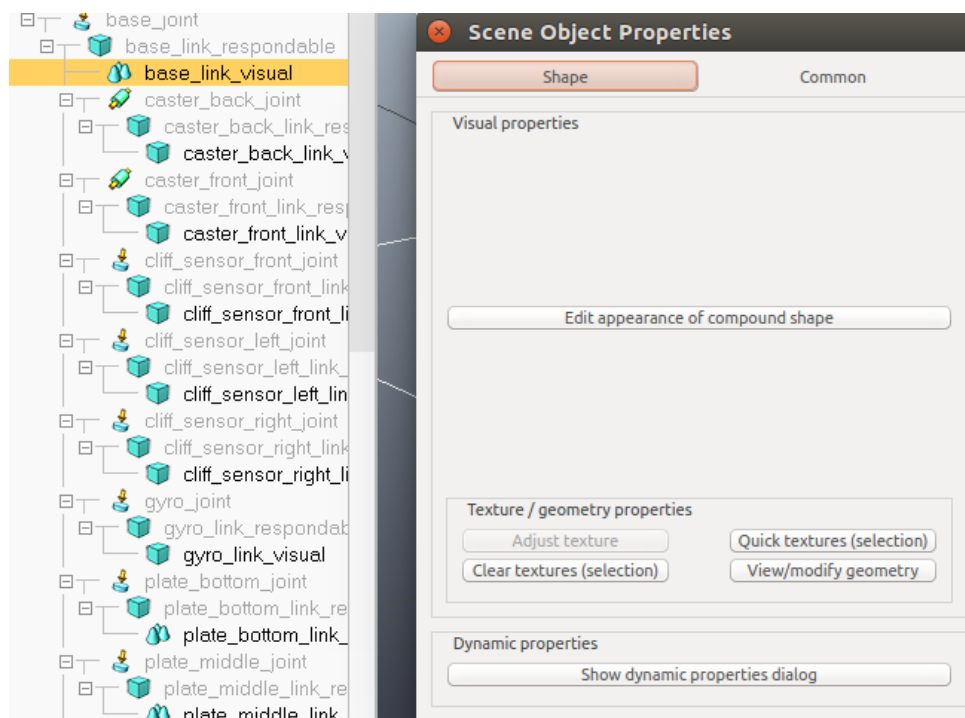 base_joint
base_link_respondable
base_link_visual
caster_back_joint
caster_back_link_res
caster_back_link_v
caster_front_joint
caster_front_link_resp
caster_front_link_v
cliff_sensor_front_joint
cliff_sensor_front_link
cliff_sensor_front_li
cliff_sensor_left_joint
cliff_sensor_left_link_
cliff_sensor_left_lin
cliff_sensor_right_joint
cliff_sensor_right_link
cliff_sensor_right_li
gyro_joint
gyro_link_respondab
gyro_link_visual
plate_bottom_joint
plate_bottom_link_re
plate_bottom_link_
plate_middle_joint
plate_middle_link_re
plate_middle_link
Scene Object Properties
Shape Common
Visual properties
Edit appearance of compound shape
Texture / geometry properties
Adjust texture Quick textures (selection)
Clear textures (selection) View/modify geometry
Dynamic properties
Show dynamic properties dialog